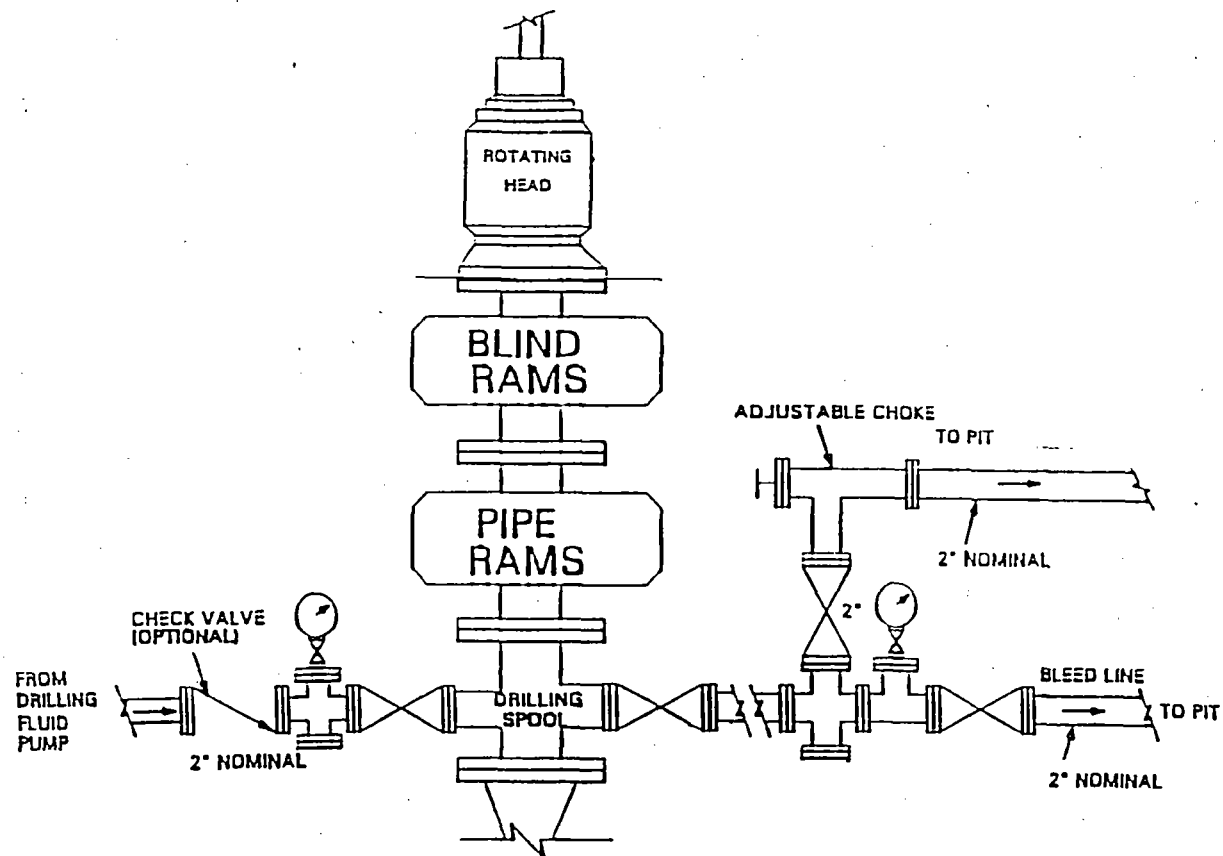 ROTATING
HEAD
BLIND
RAMS
ADJUSTABLE CHOKE
TO PIT
PIPE
RAMS
2" NOMINAL
CHECK VALVE
(OPTIONAL)
2"
FROM
DRILLING
FLUID
PUMP
DRILLING
SPOOL
BLEED LINE
TO PIT
2" NOMINAL
2" NOMINAL